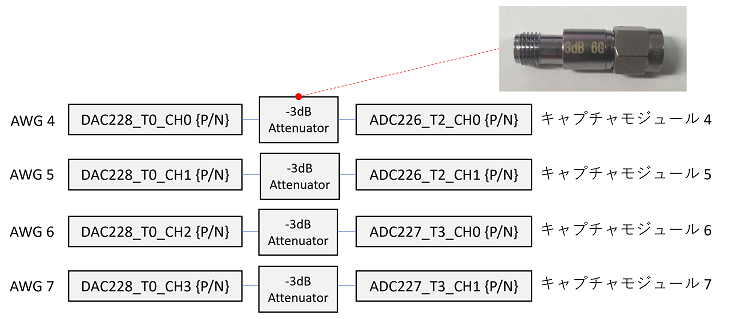 3dB 6G
AWG 4 DAC228_T0_CH0 {P/N} -3dB Attenuator ADC226_T2_CH0 {P/N} キャプチャモジュール 4
AWG 5 DAC228_T0_CH1 {P/N} -3dB Attenuator ADC226_T2_CH1 {P/N} キャプチャモジュール 5
AWG 6 DAC228_T0_CH2 {P/N} -3dB Attenuator ADC227_T3_CH0 {P/N} キャプチャモジュール 6
AWG 7 DAC228_T0_CH3 {P/N} -3dB Attenuator ADC227_T3_CH1 {P/N} キャプチャモジュール 7